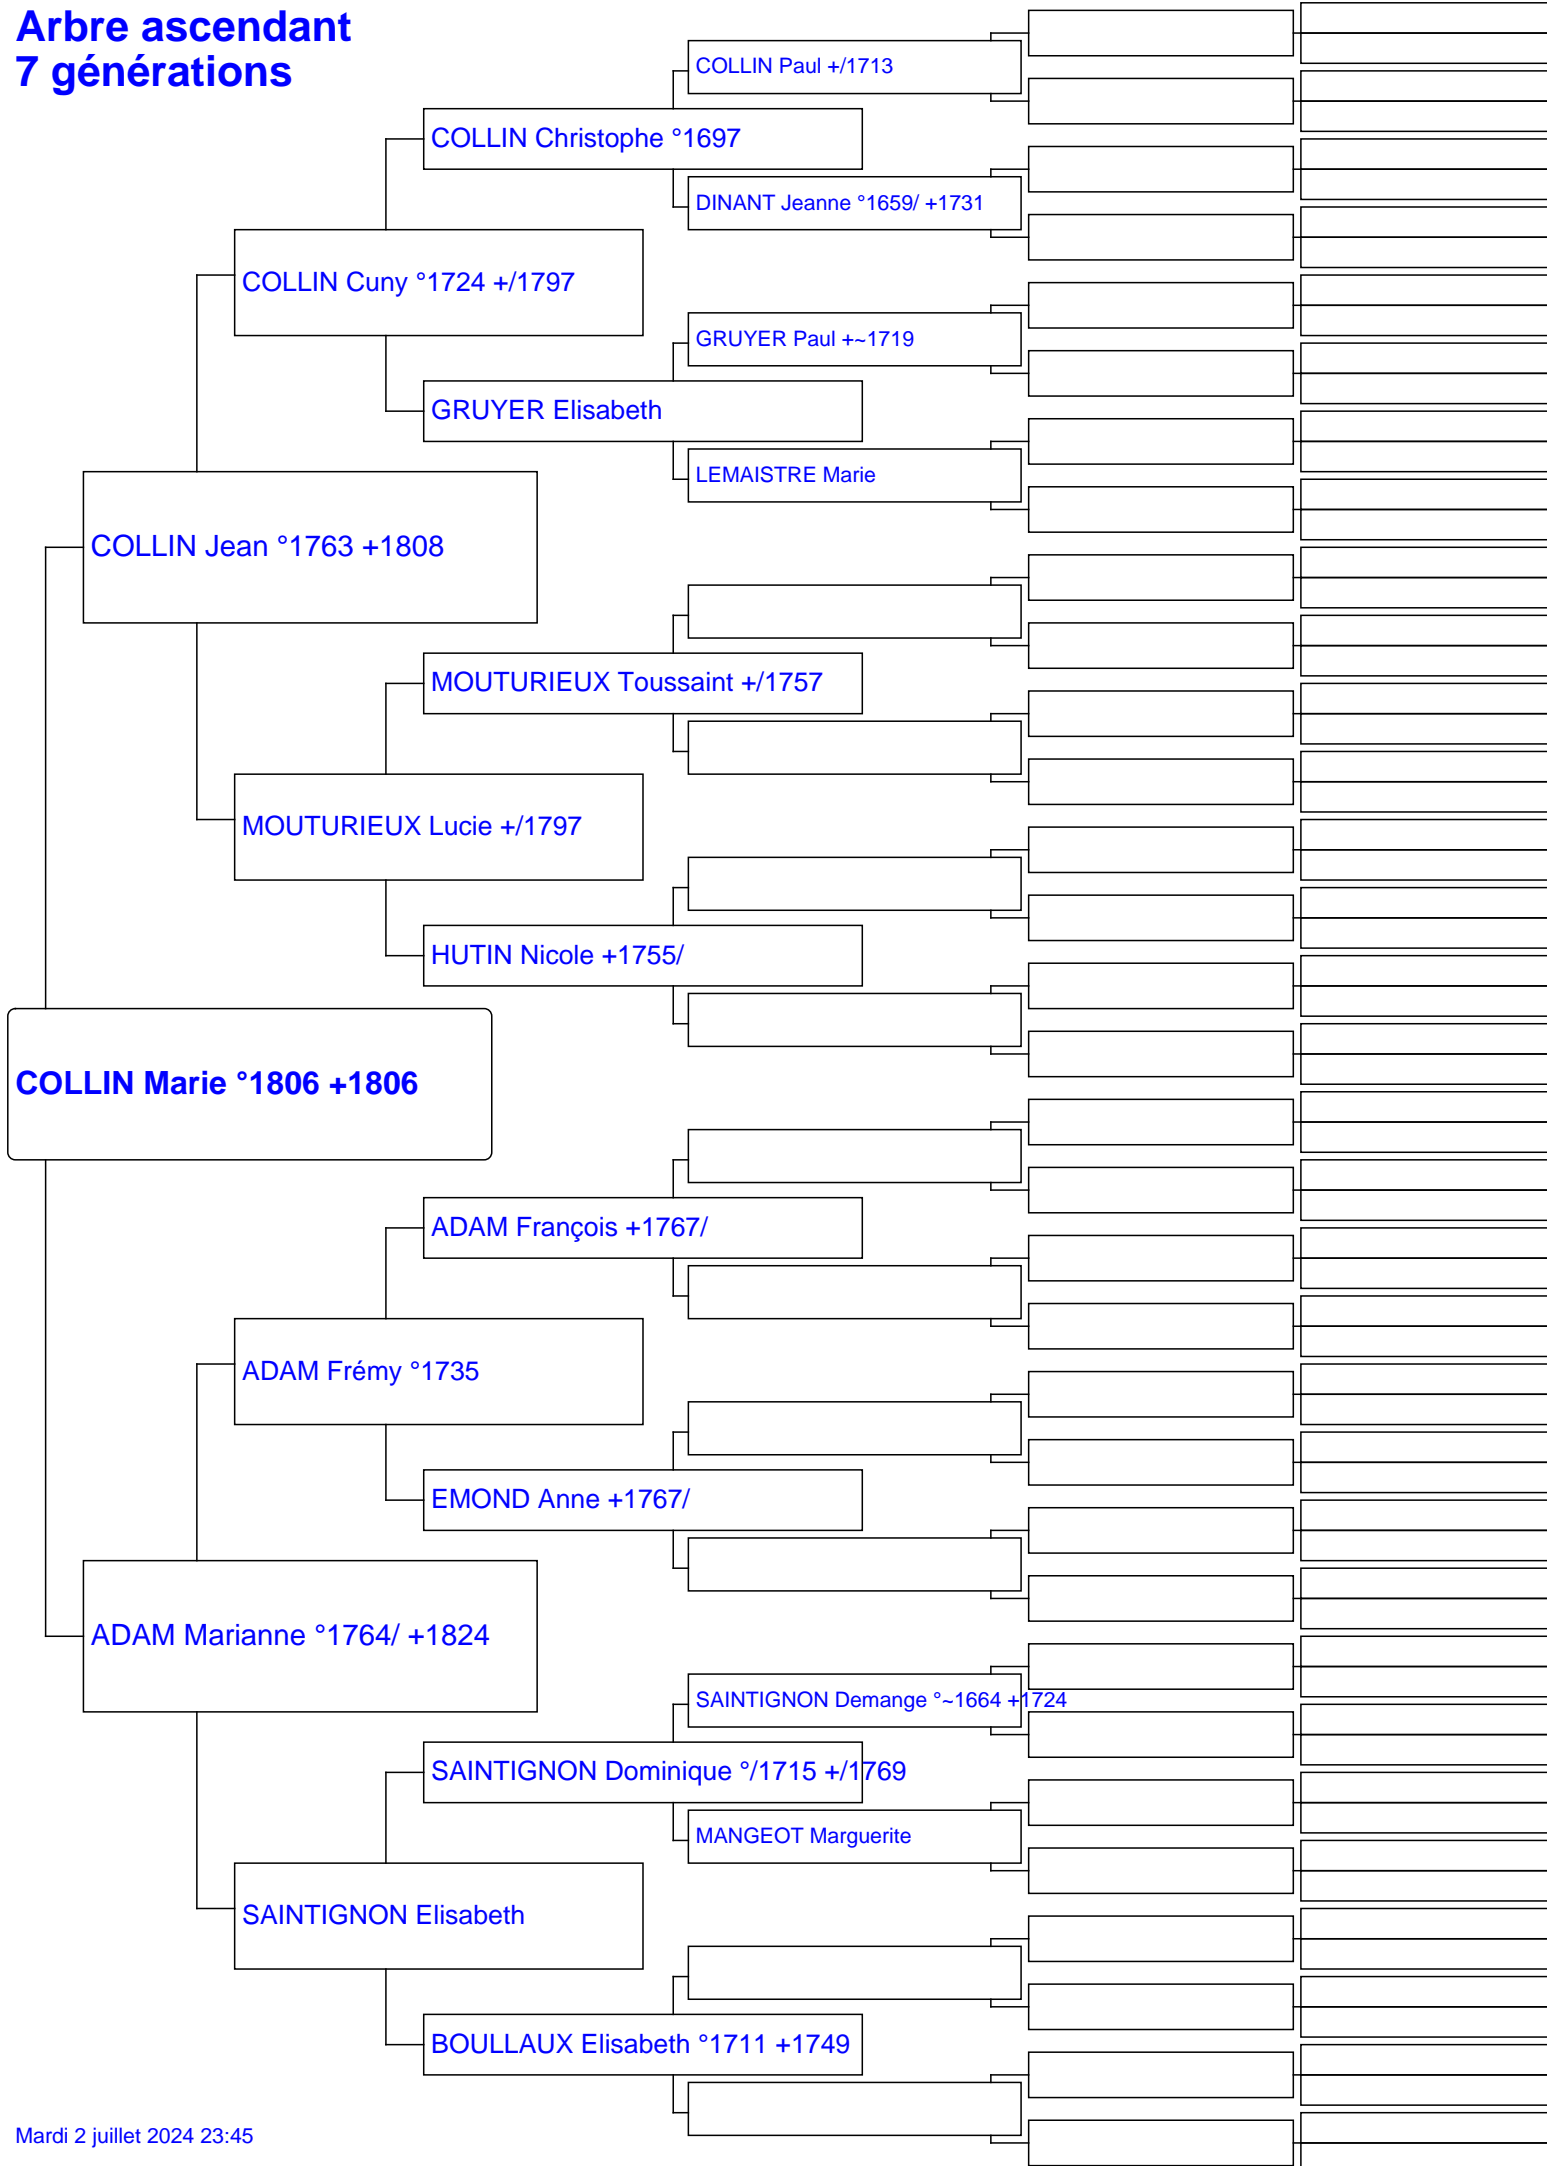 Arbre ascendant
7 générations
COLLIN Paul +/1713
COLLIN Christophe °1697
DINANT Jeanne °1659/ +1731
COLLIN Cuny °1724 +/1797
GRUYER Paul +~1719
GRUYER Elisabeth
LEMAISTRE Marie
COLLIN Jean °1763 +1808
MOUTURIEUX Toussaint +/1757
MOUTURIEUX Lucie +/1797
HUTIN Nicole +1755/
COLLIN Marie °1806 +1806
ADAM François +1767/
ADAM Frémy °1735
EMOND Anne +1767/
ADAM Marianne °1764/ +1824
SAINTIGNON Demange °~1664 +1724
SAINTIGNON Dominique °/1715 +/1769
MANGEOT Marguerite
SAINTIGNON Elisabeth
BOULLAUX Elisabeth °1711 +1749
Mardi 2 juillet 2024 23:45